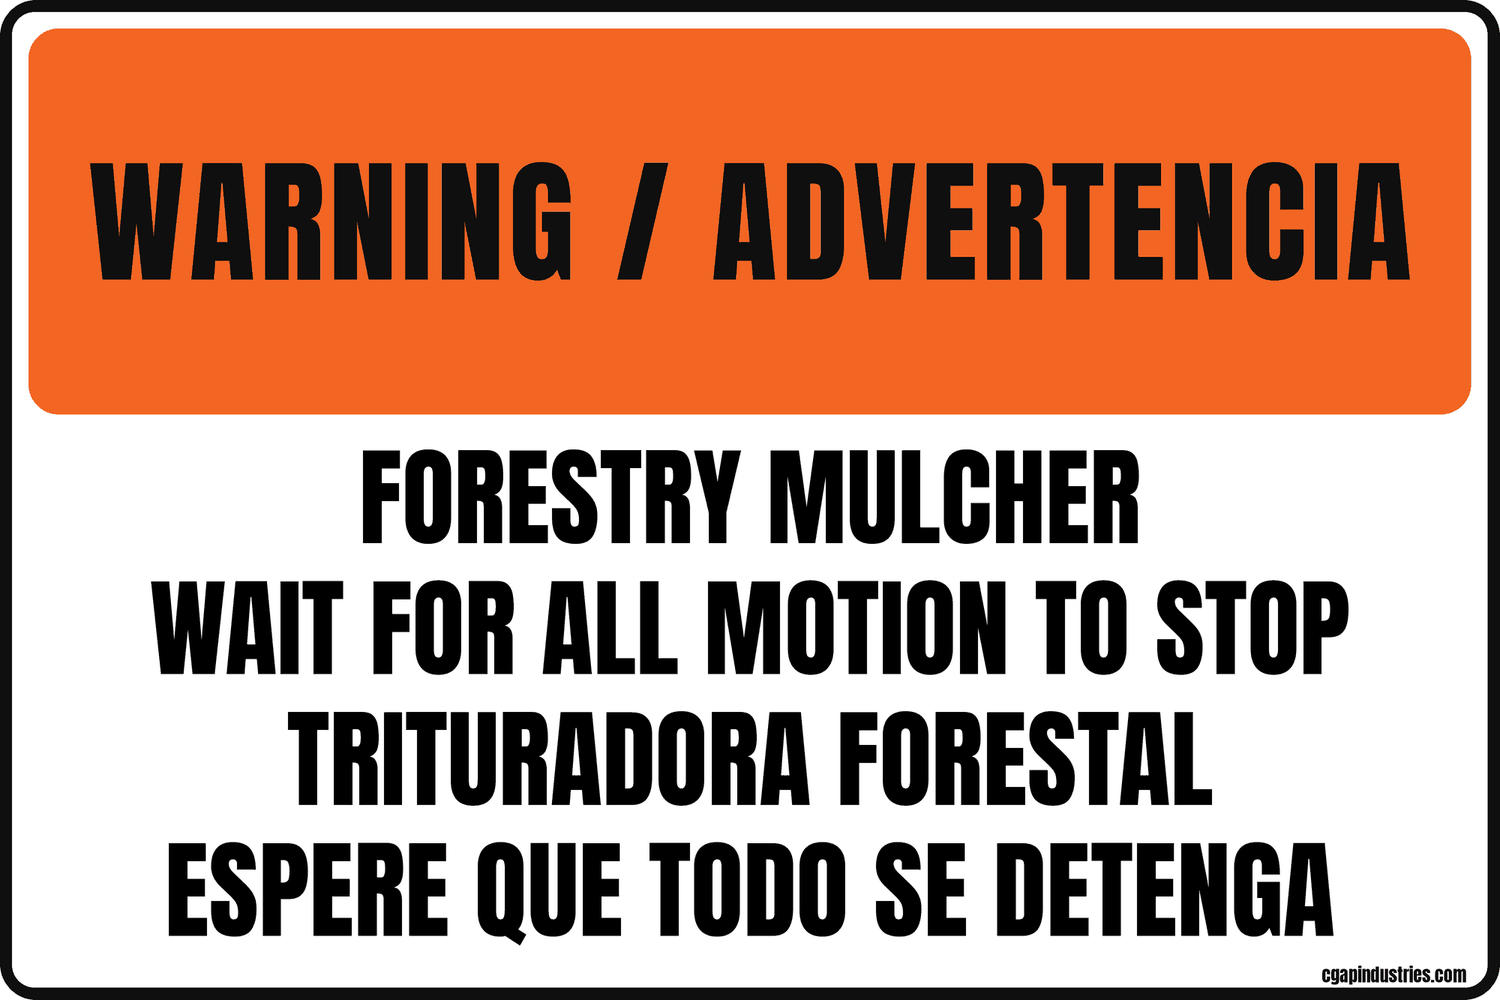 WARNING / ADVERTENCIA
FORESTRY MULCHER
WAIT FOR ALL MOTION TO STOP
TRITURADORA FORESTAL
ESPERE QUE TODO SE DETENGA
cgapindustries.com